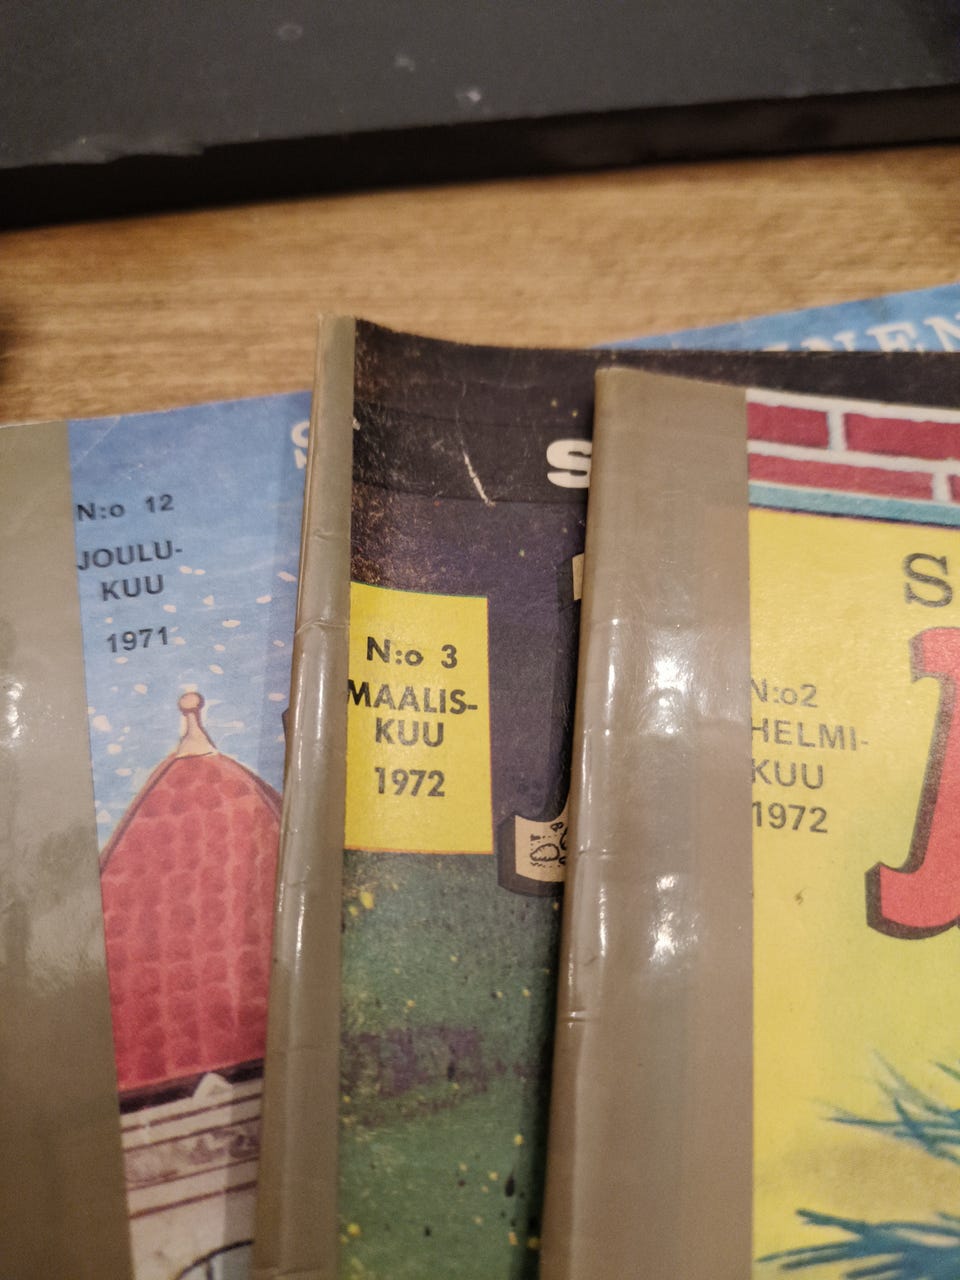 N:o 12
JOULU-
KUU
1971
N:o 3
MAALIS-
KUU
1972
N:o2
HELMI-
KUU
1972